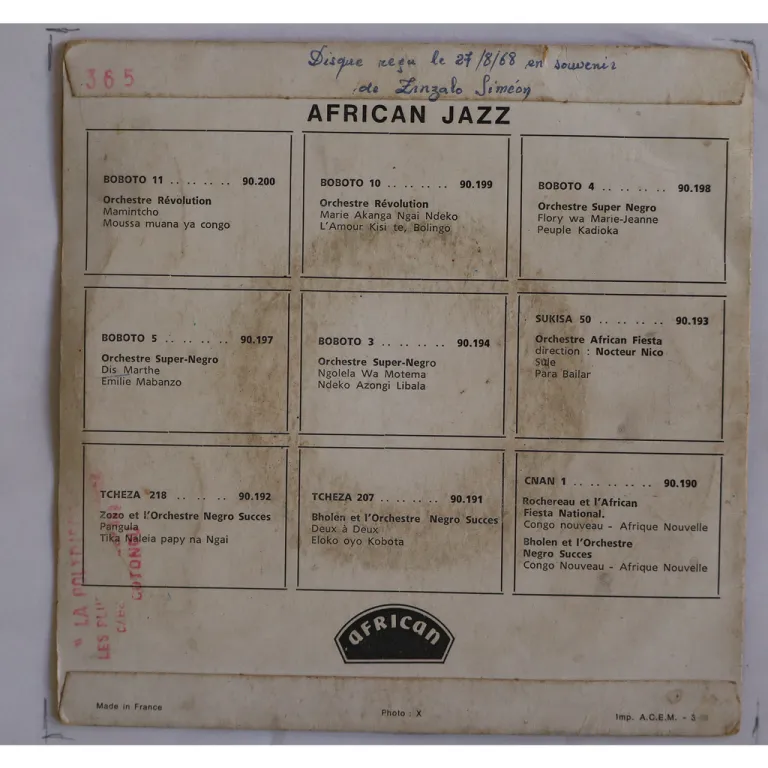 365
Disque reçu le 27/8/68 en souvenir
de Zinzalo Siméon
AFRICAN JAZZ
BOBOTO 11 .. .. .. .. 90.200
Orchestre Révolution
Mamintcho
Moussa muana ya congo
BOBOTO 10 .. .. .. .. 90.199
Orchestre Révolution
Marie Akanga Ngai Ndeko
L'Amour Kisi te, Bolingo
BOBOTO 4 .. .. .. .. 90.198
Orchestre Super Negro
Flory wa Marie-Jeanne
Peuple Kadioka
BOBOTO 5 .. .. .. .. 90.197
Orchestre Super-Negro
Dis Marthe
Emilie Mabanzo
BOBOTO 3 .. .. .. .. 90.194
Orchestre Super-Negro
Ngolela Wa Motema
Ndeko Azongi Libala
SUKISA 50 .. .. .. .. 90.193
Orchestre African Fiesta
direction : Nocteur Nico
Para Bailar
TCHEZA 218 .. .. .. 90.192
Zozo et l'Orchestre Negro Succes
Pangula
Tika Naleia papy na Ngai
TCHEZA 207 .. .. .. .. 90.191
Bholen et l'Orchestre Negro Succes
Deux à Deux
Eloko oyo Kobota
CNAN 1 .. .. .. .. .. 90.190
Rochereau et l'African
Fiesta National.
Congo nouveau - Afrique Nouvelle
Bholen et l'Orchestre
Negro Succes
Congo Nouveau - Afrique Nouvelle
LA
LES
African
Made in France
Photo : X
Imp. A.C.E.M. - 3